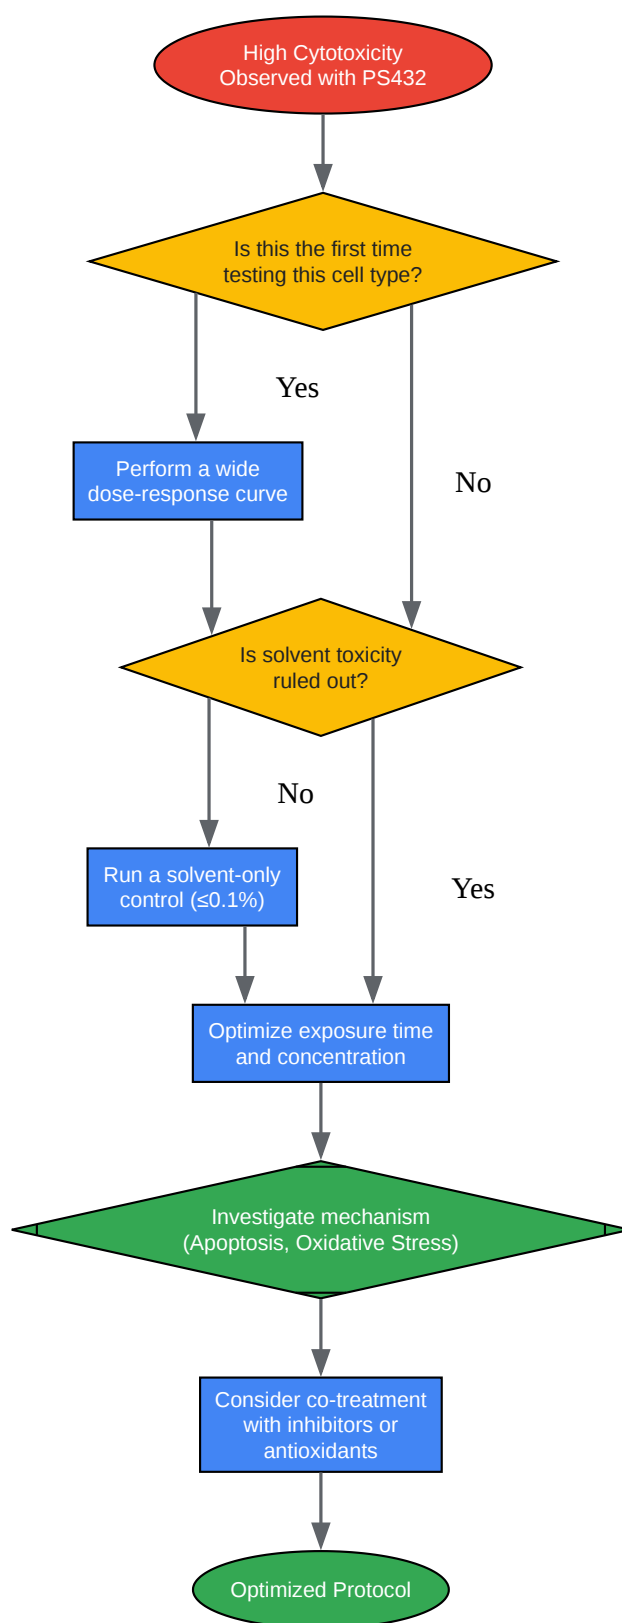 High Cytotoxicity
Observed with PS432
Is this the first time
testing this cell type?
Yes
Perform a wide
dose-response curve
No
Is solvent toxicity
ruled out?
No
Run a solvent-only
control (≤0.1%)
Yes
Optimize exposure time
and concentration
Investigate mechanism
(Apoptosis, Oxidative Stress)
Consider co-treatment
with inhibitors or
antioxidants
Optimized Protocol